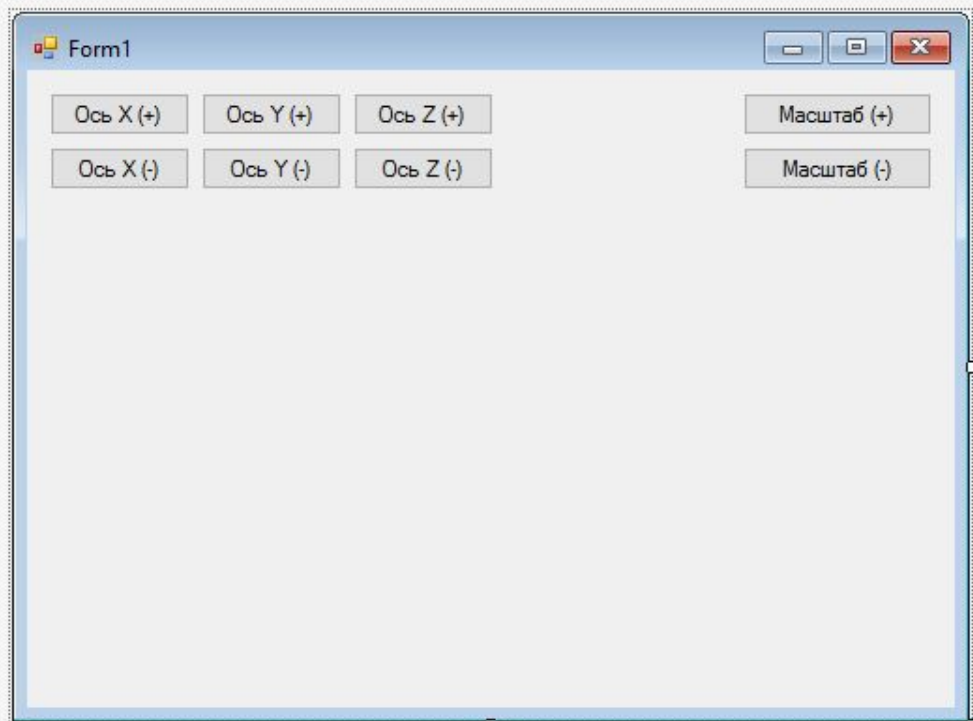 Form1
Ось X (+) Ось Y (+) Ось Z (+) Масштаб (+)
Ось X (-) Ось Y (-) Ось Z (-) Масштаб (-)